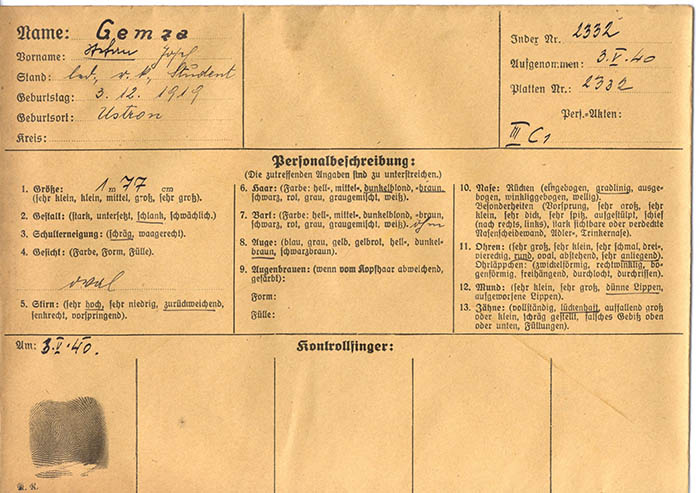 Name: Gemza
Vorname: Stefan Josef
Stand: led., r. k., Student
Geburtstag: 3. 12. 1919
Geburtsort: Ustron
Kreis:
Index Nr. 2332
Aufgenommen: 3. V. 40
Platten Nr.: 2332
Pers.-Akten:
III C1
Personalbeschreibung:
(Die zutreffenden Angaben sind zu unterstreichen.)
1. Größe: 1 m 77 cm
(sehr klein, klein, mittel, groß, sehr groß).
2. Gestalt: (stark, untersetzt, schlank, schwächlich).
3. Schulterneigung: (schräg, waagerecht).
4. Gesicht: (Farbe, Form, Fülle).
oval
5. Stirn: (sehr hoch, sehr niedrig, zurückweichend,
senkrecht, vorspringend).
6. Haar: (Farbe: hell-, mittel-, dunkelblond, -braun,
schwarz, rot, grau, graugemischt, weiß).
7. Bart: (Farbe: hell-, mittel-, dunkelblond, -braun,
schwarz, rot, grau, graugemischt, weiß). ohne
8. Auge: (blau, grau, gelb, gelbrot, hell-, dunkel-
braun, schwarzbraun).
9. Augenbrauen: (wenn vom Kopfhaar abweichend,
gefärbt):
Form:
Fülle:
10. Nase: Rücken (eingebogen, gradlinig, ausge-
bogen, winkliggebogen, wellig).
Besonderheiten (Vorsprung, sehr groß, sehr
klein, sehr dick, sehr spitz, aufgestülpt, schief
(nach rechts, links), stark sichtbare oder verdeckte
Nasenscheidewand, Adler-, Trinkernase).
11. Ohren: (sehr groß, sehr klein, sehr schmal, drei-,
viereckig, rund, oval, abstehend, sehr anliegend).
Ohrläppchen: (zwickelförmig, rechtwinklig, bo-
genförmig, freihängend, durchlocht, durchrissen).
12. Mund: (sehr klein, sehr groß, dünne Lippen,
aufgeworfene Lippen).
13. Zähne: (vollständig, lückenhaft, auffallend groß
oder klein, schräg gestellt, falsches Gebiß oben
oder unten, Füllungen).
Am: 3. V. 40.
Kontrollfinger: